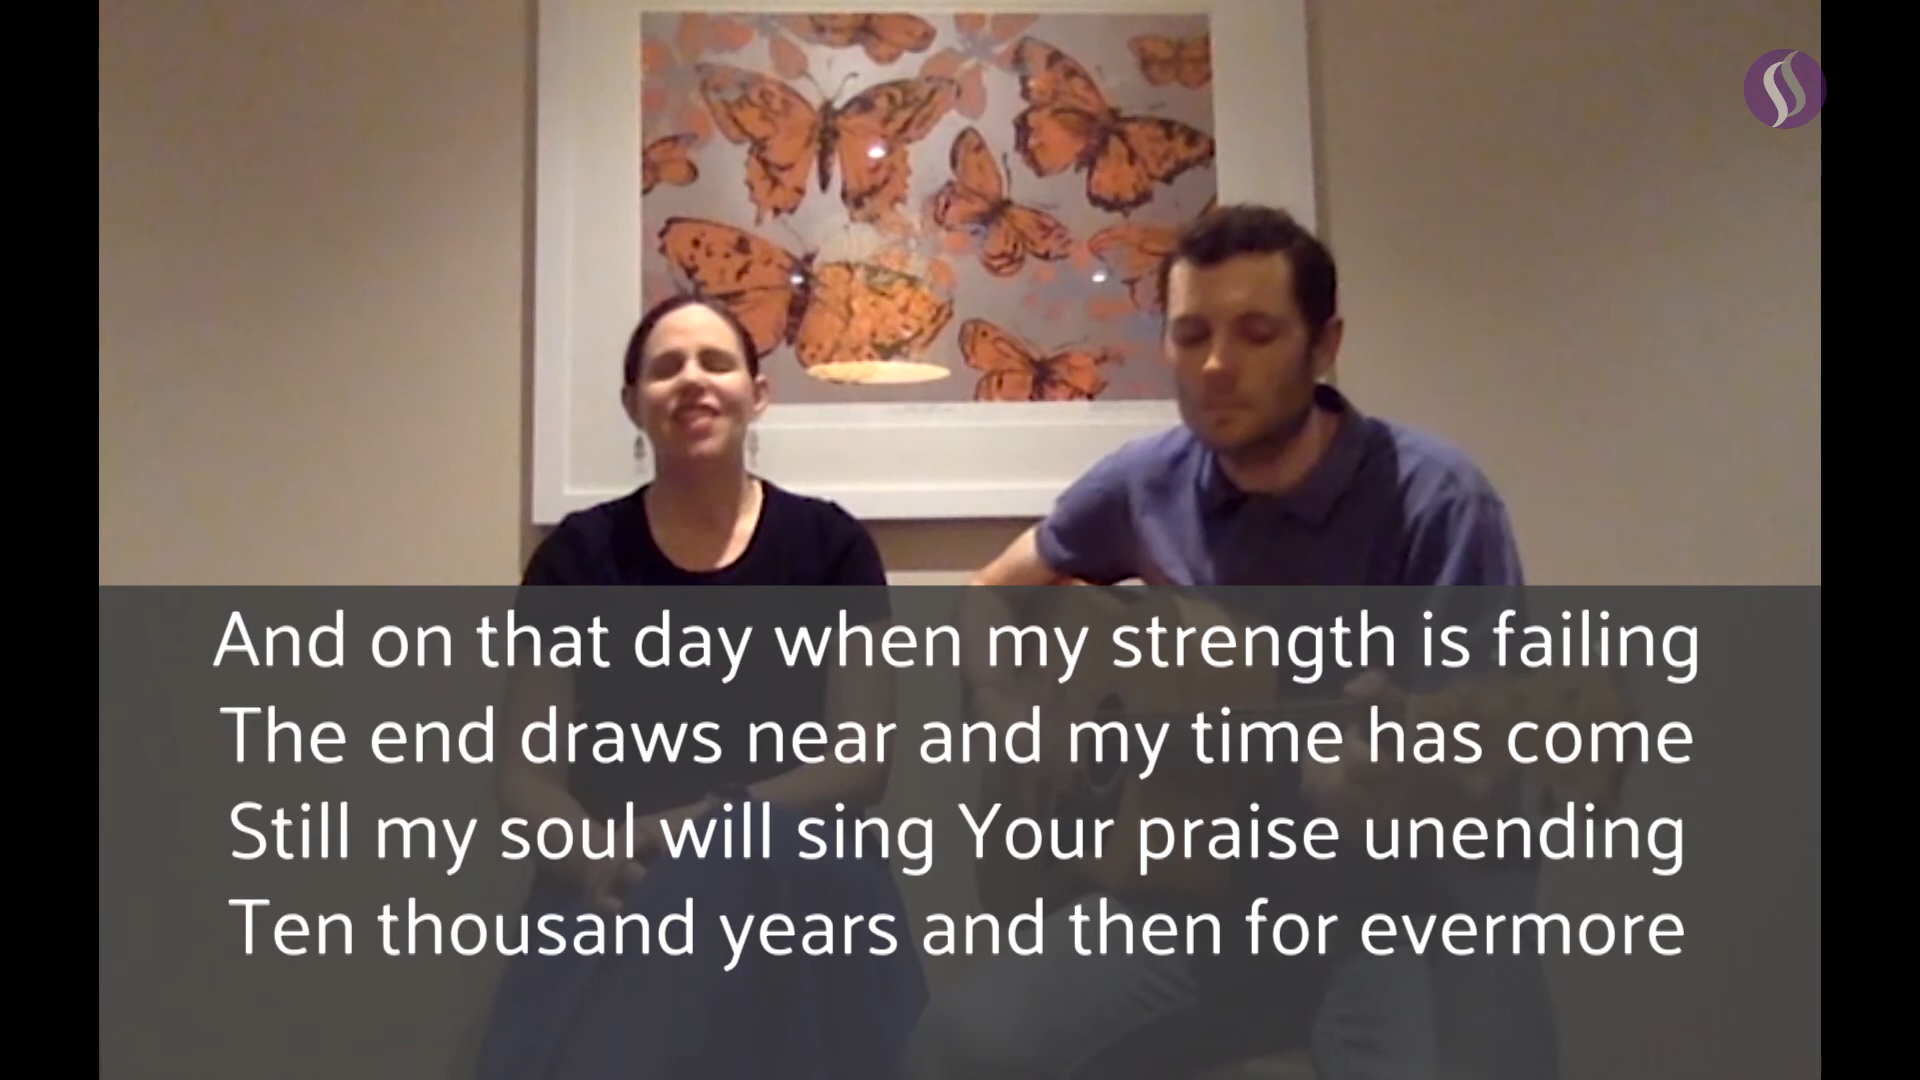 And on that day when my strength is failing
The end draws near and my time has come
Still my soul will sing Your praise unending
Ten thousand years and then for evermore